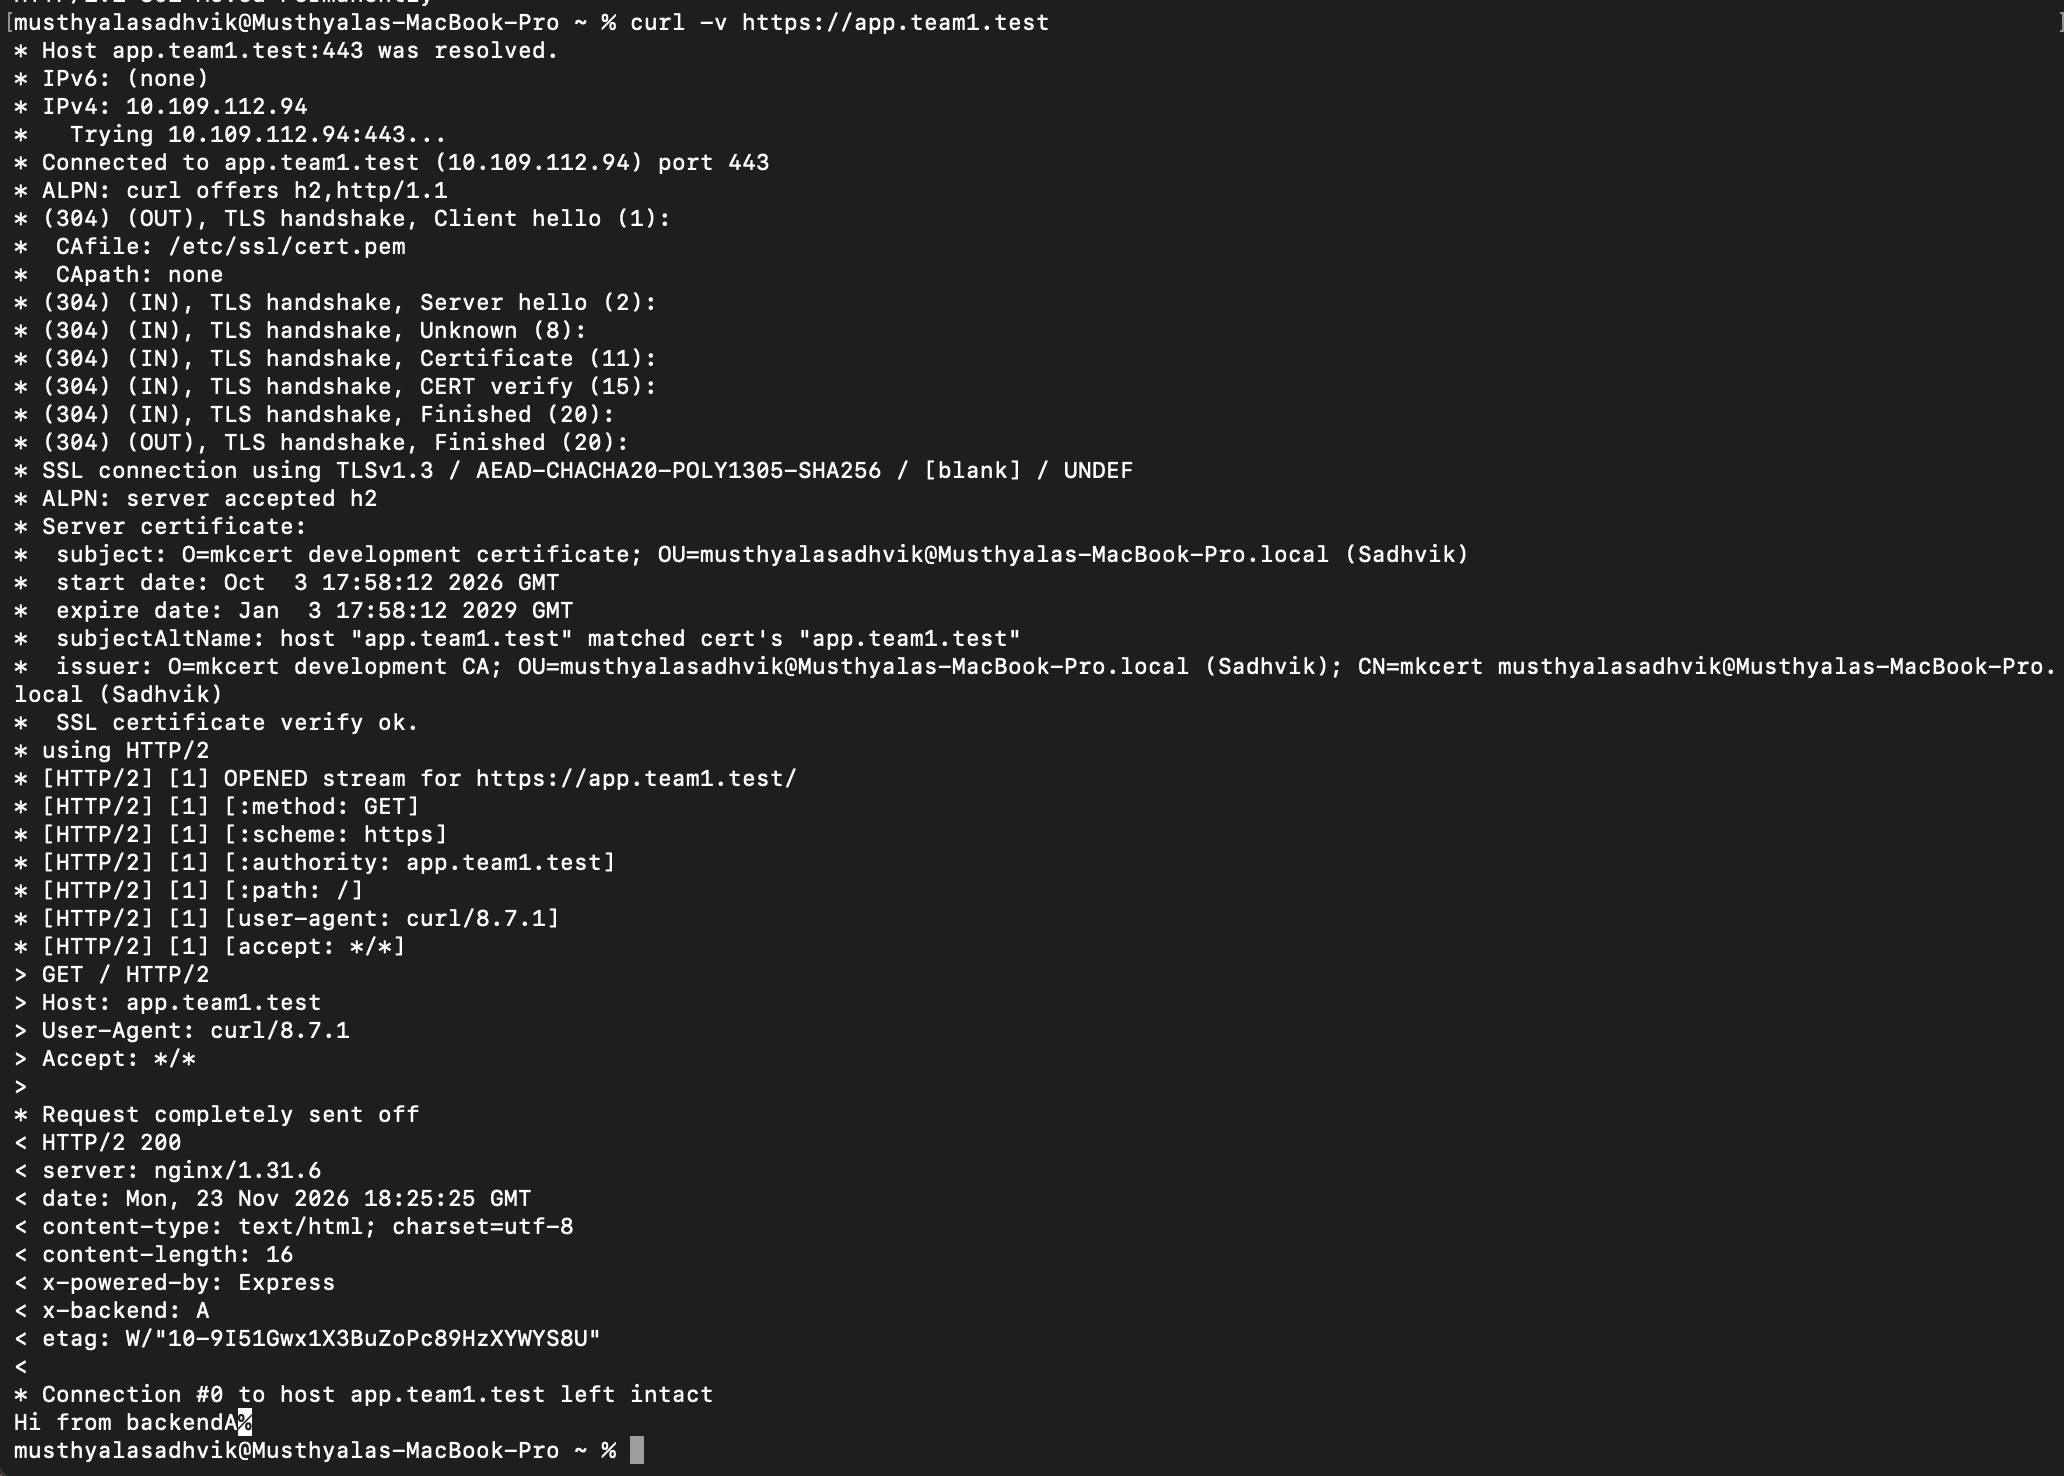 musthyalasadhvik@Musthyalas-MacBook-Pro ~ % curl -v https://app.team1.test
* Host app.team1.test:443 was resolved.
* IPv6: (none)
* IPv4: 10.109.112.94
*   Trying 10.109.112.94:443...
* Connected to app.team1.test (10.109.112.94) port 443
* ALPN: curl offers h2,http/1.1
* (304) (OUT), TLS handshake, Client hello (1):
*  CAfile: /etc/ssl/cert.pem
*  CApath: none
* (304) (IN), TLS handshake, Server hello (2):
* (304) (IN), TLS handshake, Unknown (8):
* (304) (IN), TLS handshake, Certificate (11):
* (304) (IN), TLS handshake, CERT verify (15):
* (304) (IN), TLS handshake, Finished (20):
* (304) (OUT), TLS handshake, Finished (20):
* SSL connection using TLSv1.3 / AEAD-CHACHA20-POLY1305-SHA256 / [blank] / UNDEF
* ALPN: server accepted h2
* Server certificate:
*  subject: O=mkcert development certificate; OU=musthyalasadhvik@Musthyalas-MacBook-Pro.local (Sadhvik)
*  start date: Oct  3 17:58:12 2026 GMT
*  expire date: Jan  3 17:58:12 2029 GMT
*  subjectAltName: host "app.team1.test" matched cert's "app.team1.test"
*  issuer: O=mkcert development CA; OU=musthyalasadhvik@Musthyalas-MacBook-Pro.local (Sadhvik); CN=mkcert musthyalasadhvik@Musthyalas-MacBook-Pro.
local (Sadhvik)
*  SSL certificate verify ok.
* using HTTP/2
* [HTTP/2] [1] OPENED stream for https://app.team1.test/
* [HTTP/2] [1] [:method: GET]
* [HTTP/2] [1] [:scheme: https]
* [HTTP/2] [1] [:authority: app.team1.test]
* [HTTP/2] [1] [:path: /]
* [HTTP/2] [1] [user-agent: curl/8.7.1]
* [HTTP/2] [1] [accept: */*]
> GET / HTTP/2
> Host: app.team1.test
> User-Agent: curl/8.7.1
> Accept: */*
>
* Request completely sent off
< HTTP/2 200
< server: nginx/1.31.6
< date: Mon, 23 Nov 2026 18:25:25 GMT
< content-type: text/html; charset=utf-8
< content-length: 16
< x-powered-by: Express
< x-backend: A
< etag: W/"10-9I51Gwx1X3BuZoPc89HzXYWYS8U"
<
* Connection #0 to host app.team1.test left intact
Hi from backendA%
musthyalasadhvik@Musthyalas-MacBook-Pro ~ %